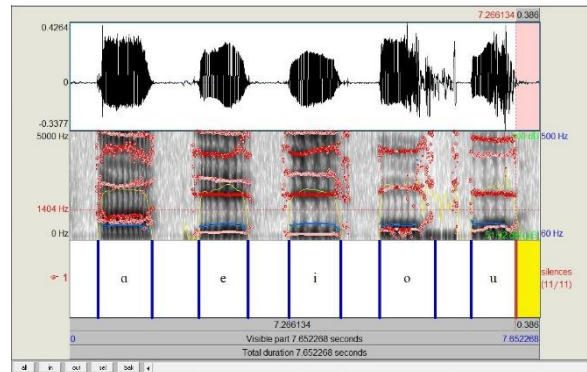 7.266134 0.386
0.4264
0
-0.3377
5000 Hz 500 Hz
1404 Hz
0 Hz 60 Hz
1 a e i o u silences
(11/11)
7.266134 0.386
0 Visible part 7.652268 seconds 7.652268
Total duration 7.652268 seconds
all in out sel bak